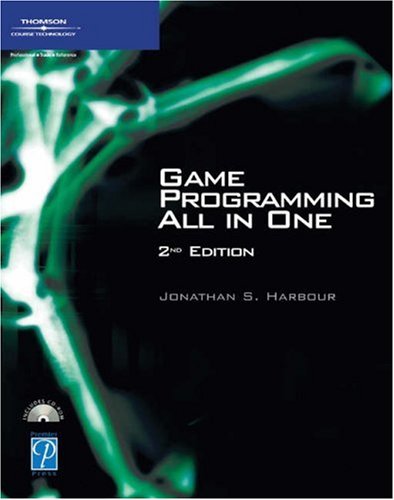 THOMSON
COURSE TECHNOLOGY
Professional ■ Trade ■ Reference
GAME
PROGRAMMING
ALL IN ONE
2ND EDITION
JONATHAN S. HARBOUR
INCLUDES CD-ROM
Premier
P
Press